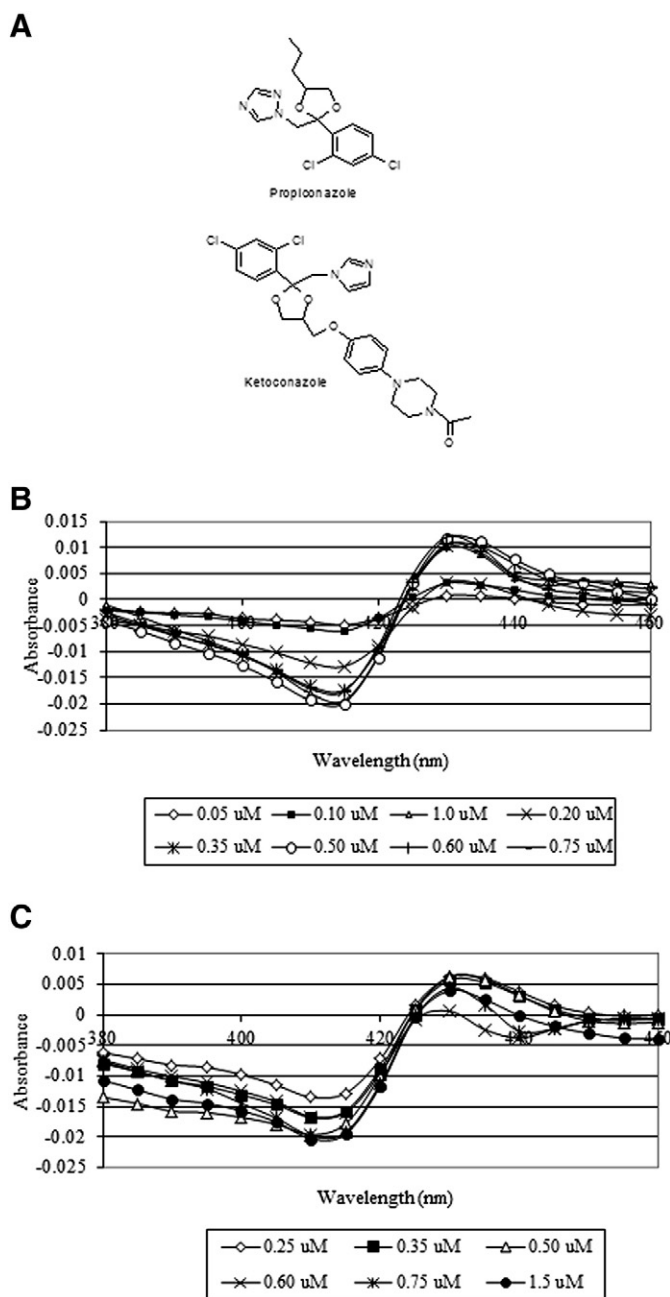 A
N
N
N
O
O
Cl
Cl
Propiconazole
Cl
Cl
N
N
O
O
O
Ketoconazole
N
N
O
B
0.015
0.01
0.005
0
-0.005
-0.01
-0.015
-0.02
-0.025
380 400 420 440 460
Absorbance
Wavelength (nm)
0.05 uM 0.10 uM 1.0 uM 0.20 uM
0.35 uM 0.50 uM 0.60 uM 0.75 uM
C
0.01
0.005
0
-0.005
-0.01
-0.015
-0.02
-0.025
380 400 420 440 460
Absorbance
Wavelength (nm)
0.25 uM 0.35 uM 0.50 uM
0.60 uM 0.75 uM 1.5 uM